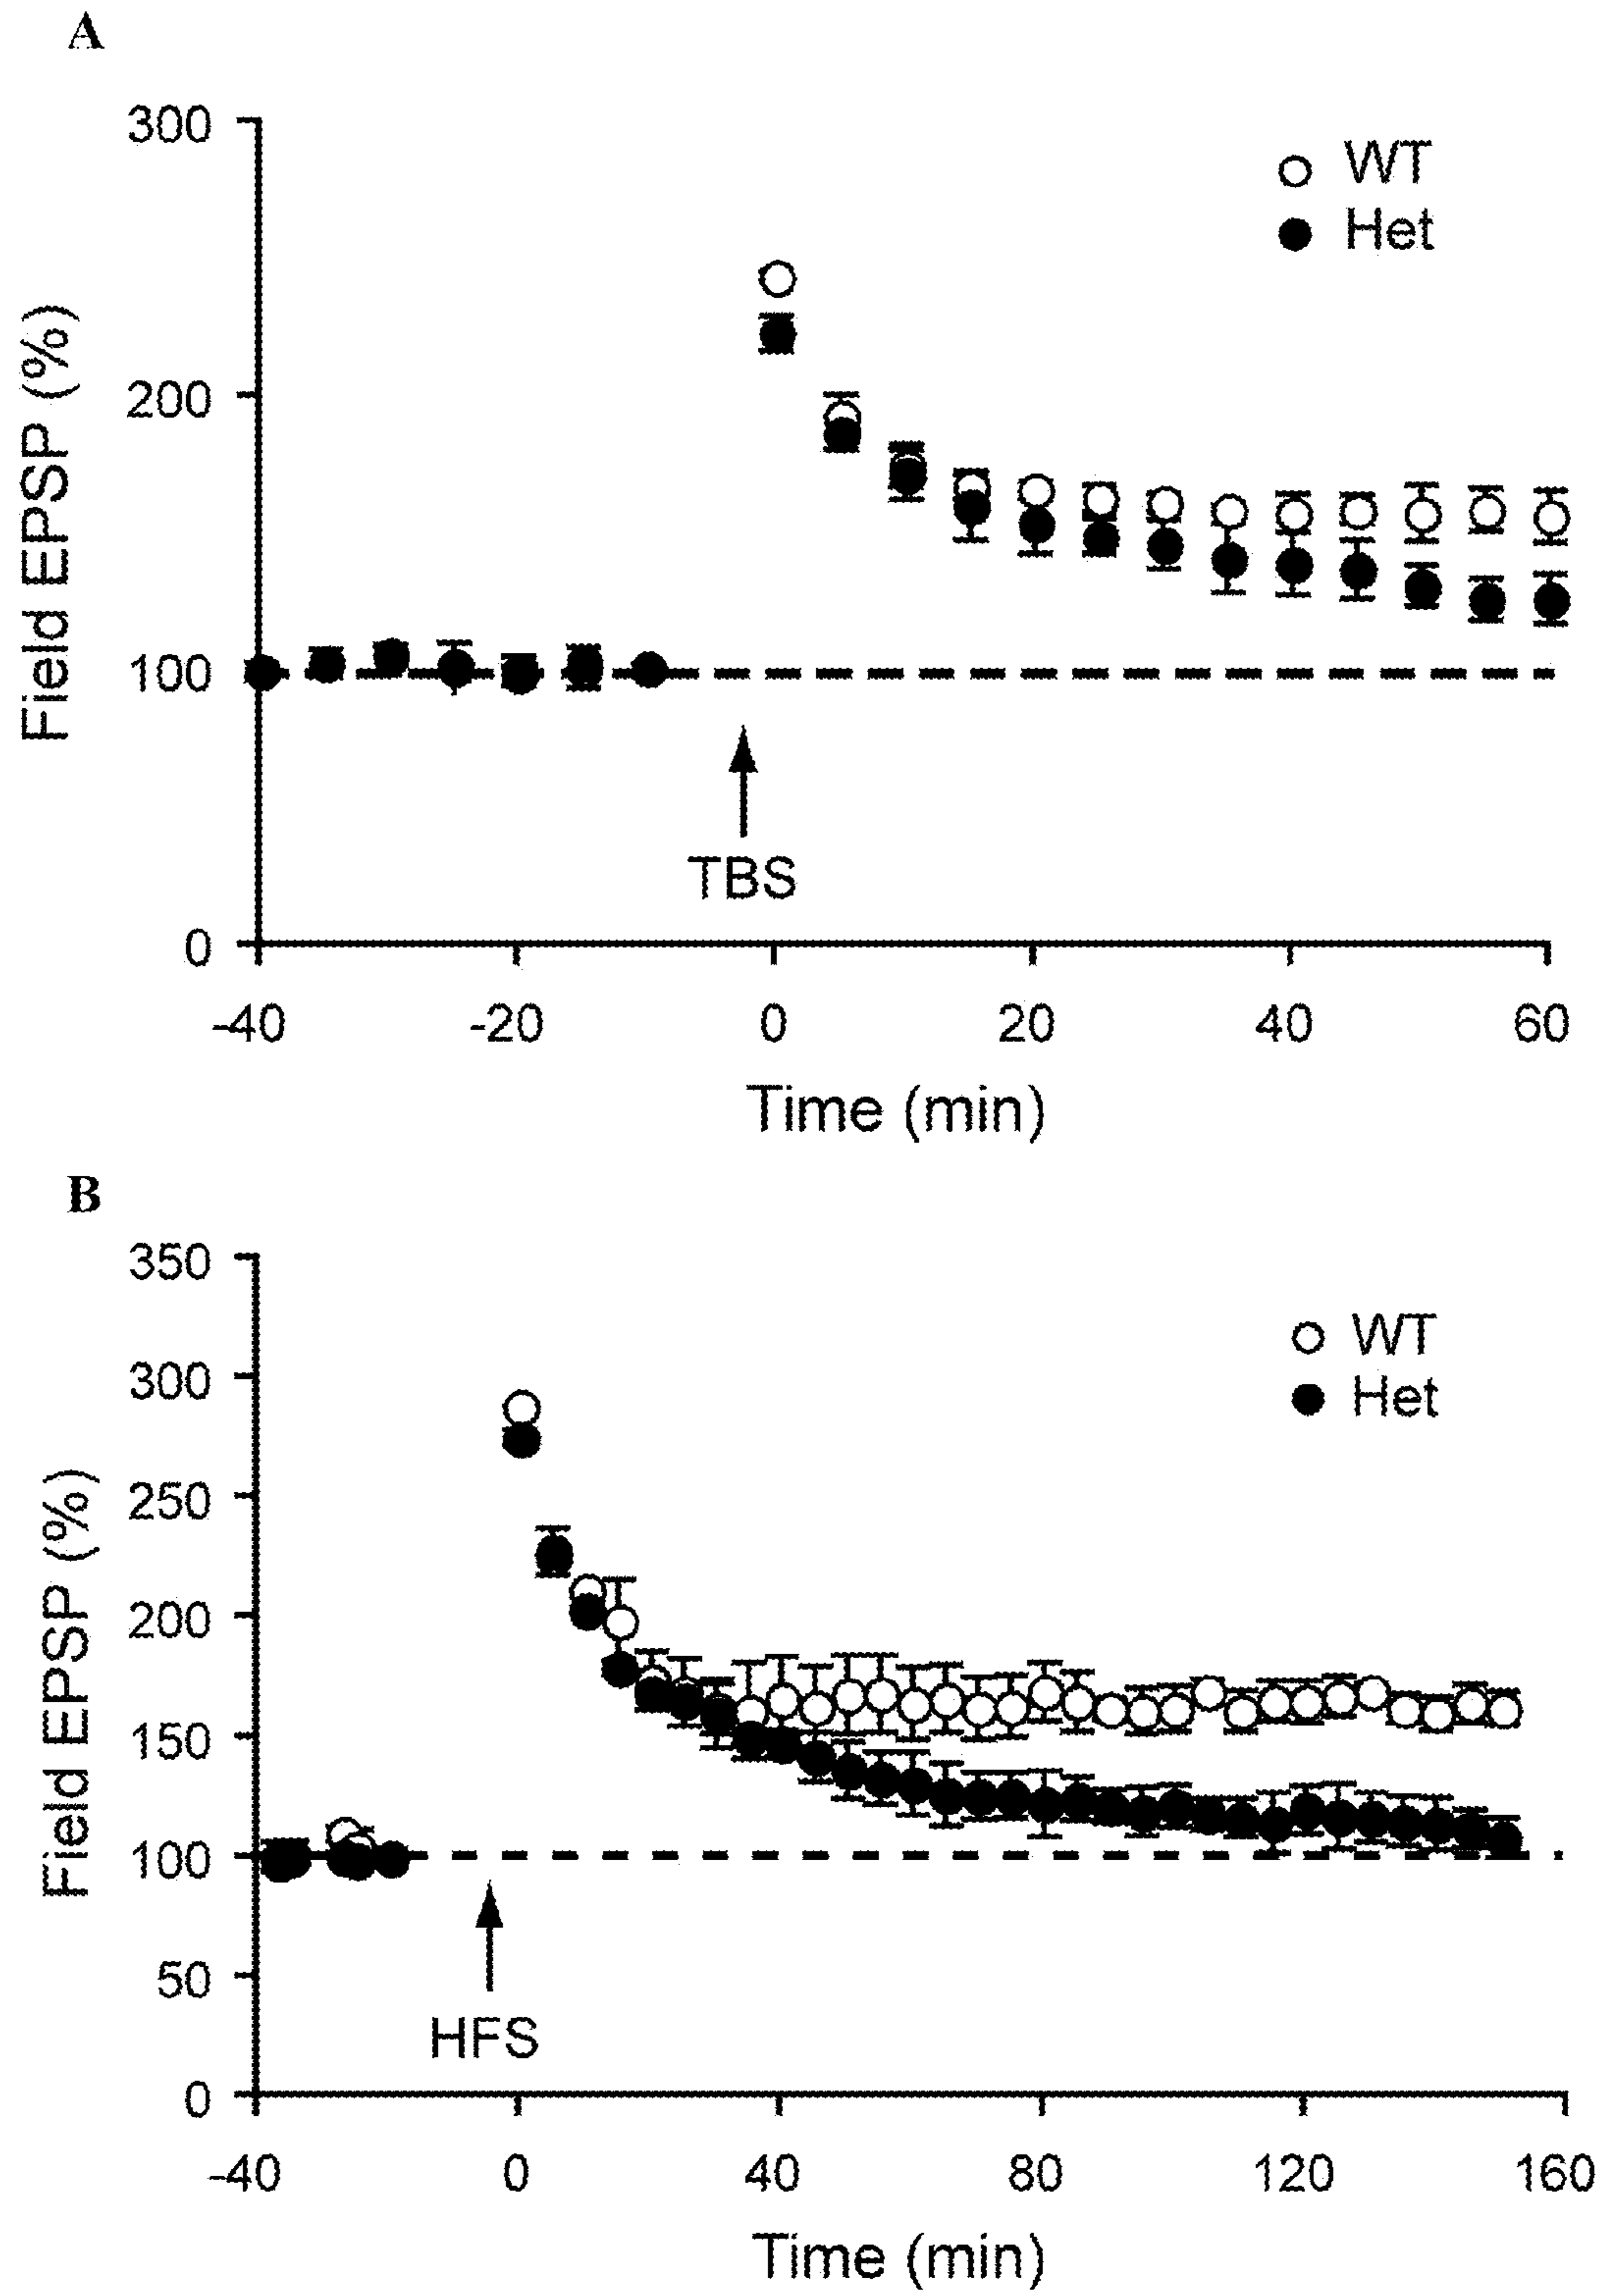 A
300
WT
Het
200
Field EPSP (%)
100
TBS
0
-40 -20 0 20 40 60
Time (min)
B
350
WT
300
Het
250
Field EPSP (%)
200
150
100
50
HFS
0
-40 0 40 80 120 160
Time (min)